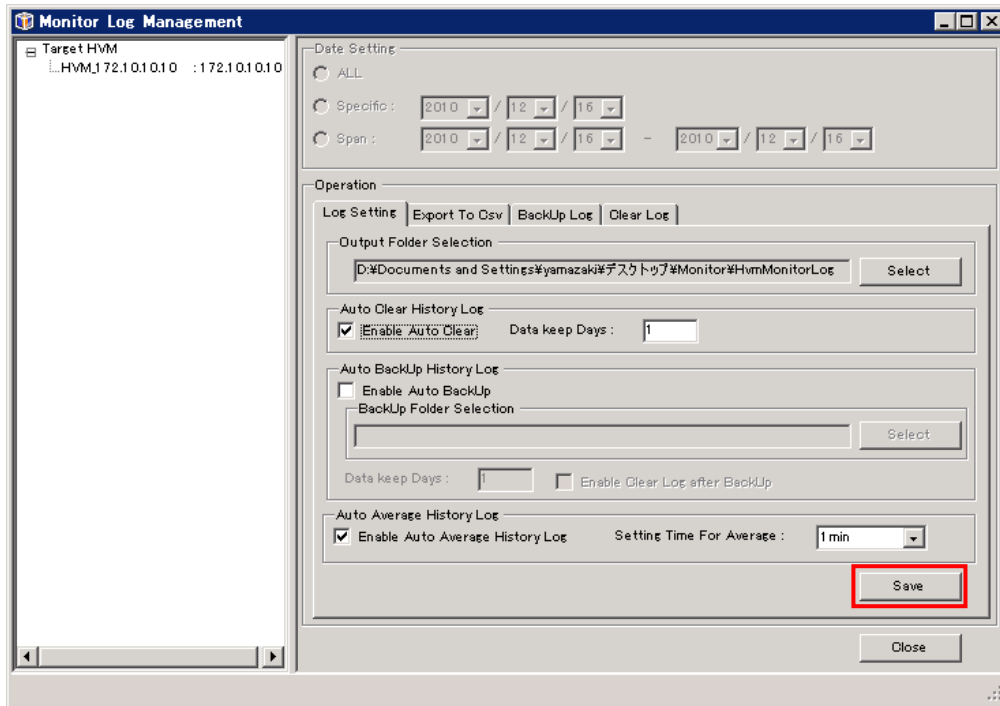 Monitor Log Management
Target HVM
HVM_172.10.10.10 :172.10.10.10
Date Setting
ALL
Specific : 2010 / 12 / 16
Span : 2010 / 12 / 16 - 2010 / 12 / 16
Operation
Log Setting Export To Csv BackUp Log Clear Log
Output Folder Selection
D:¥Documents and Settings¥yamazaki¥デスクトップ¥Monitor¥HvmMonitorLog Select
Auto Clear History Log
Enable Auto Clear Data keep Days : 1
Auto BackUp History Log
Enable Auto BackUp
BackUp Folder Selection
Select
Data keep Days : 1 Enable Clear Log after BackUp
Auto Average History Log
Enable Auto Average History Log Setting Time For Average : 1 min
Save
Close